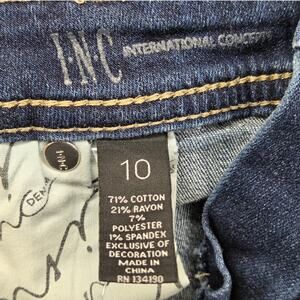 I.N.C INTERNATIONAL CONCEPTS
INC
10
71% COTTON
21% RAYON
7%
POLYESTER
1% SPANDEX
EXCLUSIVE OF
DECORATION
MADE IN
CHINA
RN 134190